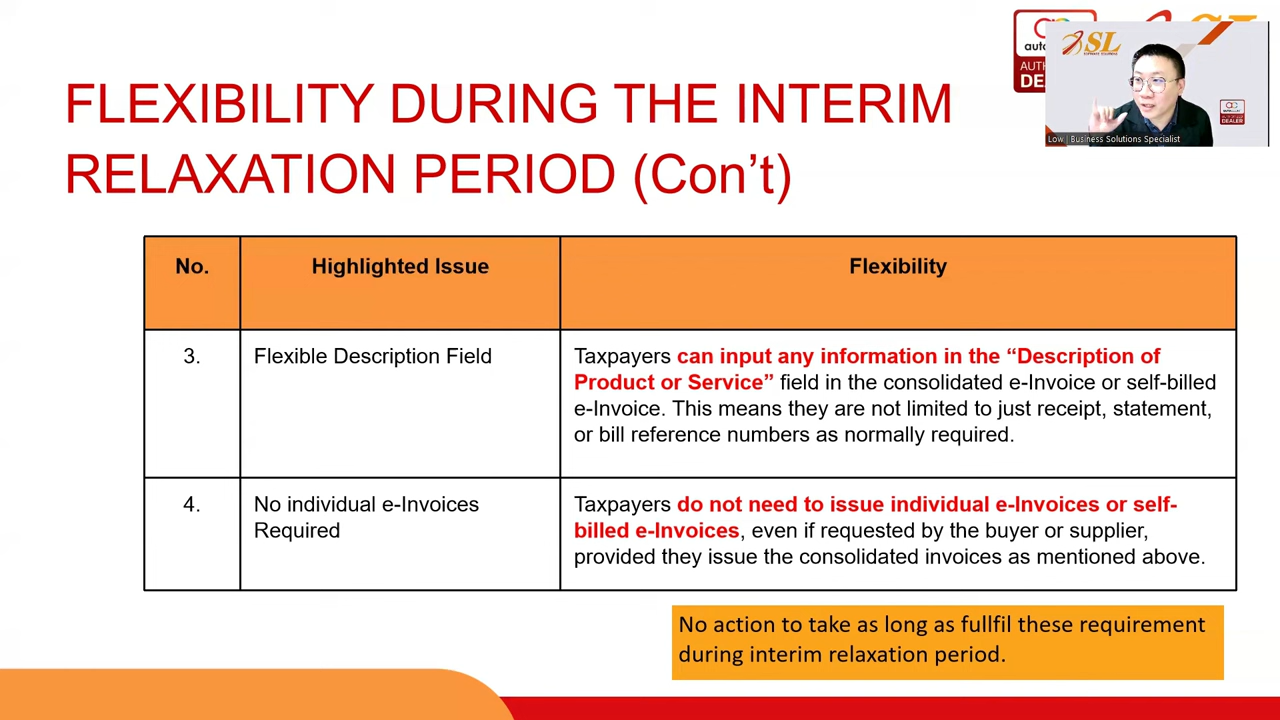 FLEXIBILITY DURING THE INTERIM
RELAXATION PERIOD (Con’t)
SL
Low | Business Solutions Specialist
No.
Highlighted Issue
Flexibility
3.
Flexible Description Field
Taxpayers can input any information in the “Description of
Product or Service” field in the consolidated e-Invoice or self-billed
e-Invoice. This means they are not limited to just receipt, statement,
or bill reference numbers as normally required.
4.
No individual e-Invoices
Required
Taxpayers do not need to issue individual e-Invoices or self-
billed e-Invoices, even if requested by the buyer or supplier,
provided they issue the consolidated invoices as mentioned above.
No action to take as long as fullfil these requirement
during interim relaxation period.